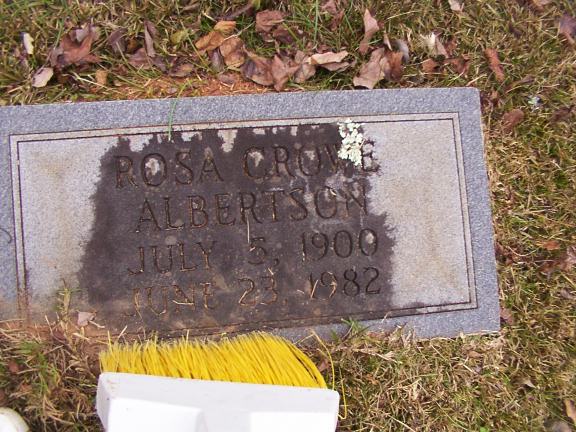 ROSA CROWE
ALBERTSON
JULY 5, 1900
JUNE 23, 1982